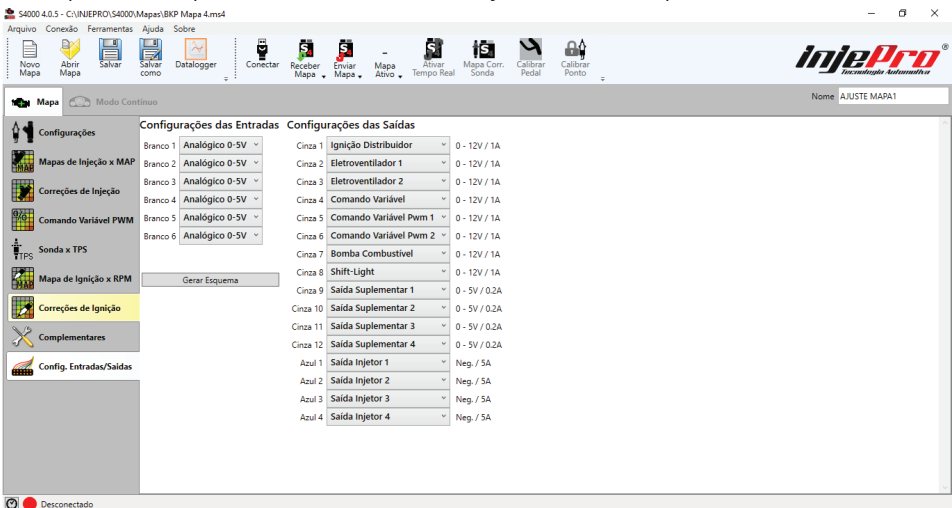 S4000 4.0.5 - C:\INJEPRO\S4000\Mapas\BKP Mapa 4.ms4
Arquivo Conexão Ferramentas Ajuda Sobre
Novo Mapa
Abrir Mapa
Salvar
Salvar como
Datalogger
Conectar
Receber Mapa
Enviar Mapa
Mapa Ativo
Ativar Tempo Real
Mapa Corr. Sonda
Calibrar Pedal
Calibrar Ponto
InjePro®
Tecnologia Automotiva
Mapa
Modo Contínuo
Nome AJUSTE MAPA1
Configurações
Mapas de Injeção x MAP
Correções de Injeção
Comando Variável PWM
Sonda x TPS
Mapa de Ignição x RPM
Correções de Ignição
Complementares
Config. Entradas/Saidas
Configurações das Entradas
Branco 1 Analógico 0-5V
Branco 2 Analógico 0-5V
Branco 3 Analógico 0-5V
Branco 4 Analógico 0-5V
Branco 5 Analógico 0-5V
Branco 6 Analógico 0-5V
Gerar Esquema
Configurações das Saídas
Cinza 1 Ignição Distribuidor 0 - 12V / 1A
Cinza 2 Eletroventilador 1 0 - 12V / 1A
Cinza 3 Eletroventilador 2 0 - 12V / 1A
Cinza 4 Comando Variável 0 - 12V / 1A
Cinza 5 Comando Variável Pwm 1 0 - 12V / 1A
Cinza 6 Comando Variável Pwm 2 0 - 12V / 1A
Cinza 7 Bomba Combustível 0 - 12V / 1A
Cinza 8 Shift-Light 0 - 12V / 1A
Cinza 9 Saída Suplementar 1 0 - 5V / 0.2A
Cinza 10 Saída Suplementar 2 0 - 5V / 0.2A
Cinza 11 Saída Suplementar 3 0 - 5V / 0.2A
Cinza 12 Saída Suplementar 4 0 - 5V / 0.2A
Azul 1 Saída Injetor 1 Neg. / 5A
Azul 2 Saída Injetor 2 Neg. / 5A
Azul 3 Saída Injetor 3 Neg. / 5A
Azul 4 Saída Injetor 4 Neg. / 5A
Desconectado